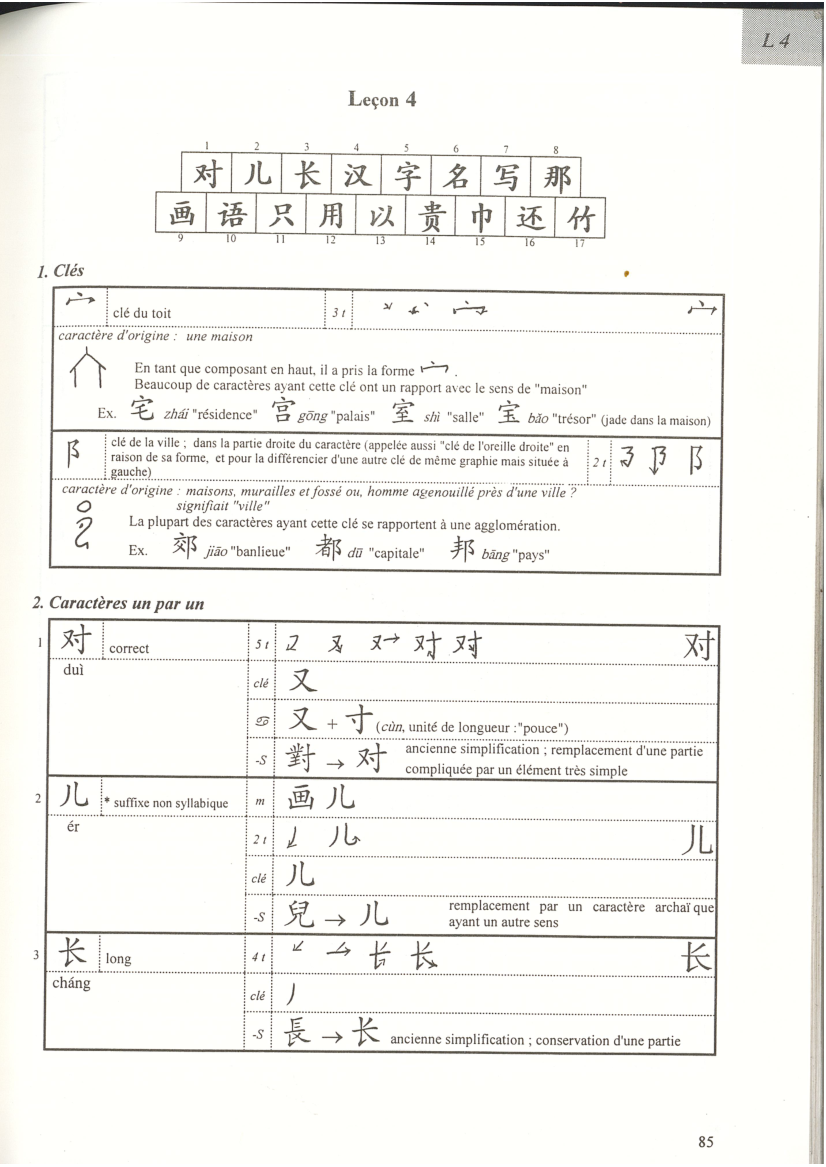 L 4
Leçon 4
1 2 3 4 5 6 7 8
对 儿 长 汉 字 名 写 那
画 语 只 用 以 贵 巾 还 竹
9 10 11 12 13 14 15 16 17
1. Clés
宀 clé du toit 3 t 宀
caractère d'origine : une maison
En tant que composant en haut, il a pris la forme 宀 .
Beaucoup de caractères ayant cette clé ont un rapport avec le sens de "maison"
Ex. 宅 zhái "résidence" 宫 gōng "palais" 室 shì "salle" 宝 bǎo "trésor" (jade dans la maison)
阝 clé de la ville ; dans la partie droite du caractère (appelée aussi "clé de l'oreille droite" en
raison de sa forme, et pour la différencier d'une autre clé de même graphie mais située à
gauche) 2 t 阝
caractère d'origine : maisons, murailles et fossé ou, homme agenouillé près d'une ville ?
signifiait "ville"
La plupart des caractères ayant cette clé se rapportent à une agglomération.
Ex. 郊 jiāo "banlieue" 都 dū "capitale" 邦 bāng "pays"
2. Caractères un par un
1 对 correct 5 t 对 对 对
duì
clé 又
又 + 寸 (cùn, unité de longueur :"pouce")
-S 對 → 对 ancienne simplification ; remplacement d'une partie
compliquée par un élément très simple
2 儿 * suffixe non syllabique m 画 儿
ér
2 t 儿 儿
clé 儿
-S 兒 → 儿 remplacement par un caractère archaïque
ayant un autre sens
3 长 long 4 t 长 长
cháng
clé 丿
-S 長 → 长 ancienne simplification ; conservation d'une partie
85